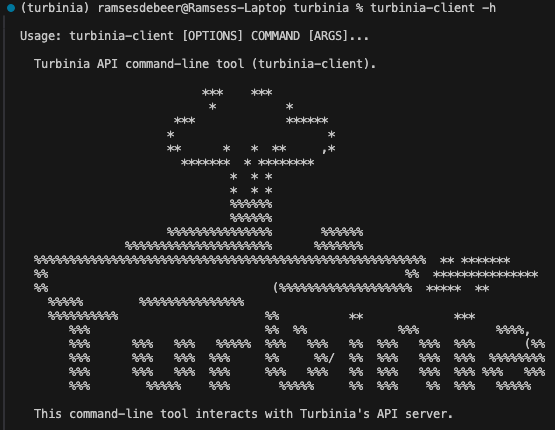 (turbinia) ramsesdebeer@Ramsess-Laptop turbinia % turbinia-client -h
Usage: turbinia-client [OPTIONS] COMMAND [ARGS]...
Turbinia API command-line tool (turbinia-client).
Turbinia
This command-line tool interacts with Turbinia's API server.